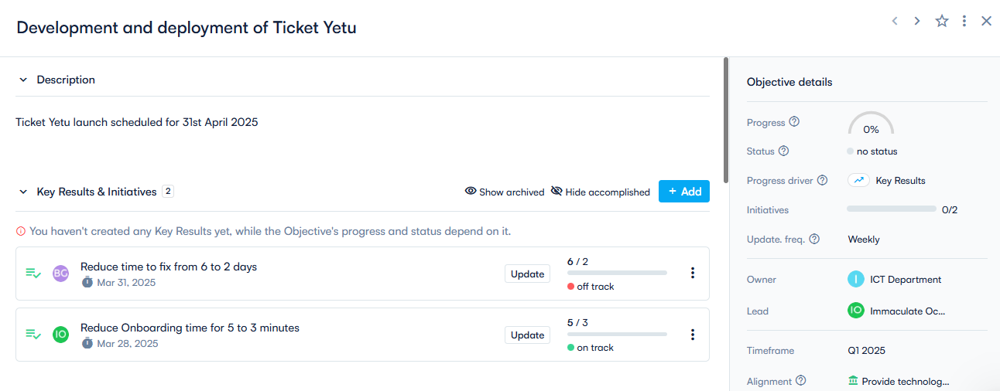 Development and deployment of Ticket Yetu
Description
Ticket Yetu launch scheduled for 31st April 2025
Key Results & Initiatives 2
Show archived
Hide accomplished
+ Add
You haven't created any Key Results yet, while the Objective's progress and status depend on it.
BG
Reduce time to fix from 6 to 2 days
Mar 31, 2025
Update
6 / 2
off track
IO
Reduce Onboarding time for 5 to 3 minutes
Mar 28, 2025
Update
5 / 3
on track
Objective details
Progress ? 0%
Status ? no status
Progress driver ? Key Results
Initiatives 0/2
Update. freq. ? Weekly
Owner I ICT Department
Lead IO Immaculate Oc...
Timeframe Q1 2025
Alignment ? Provide technolog...